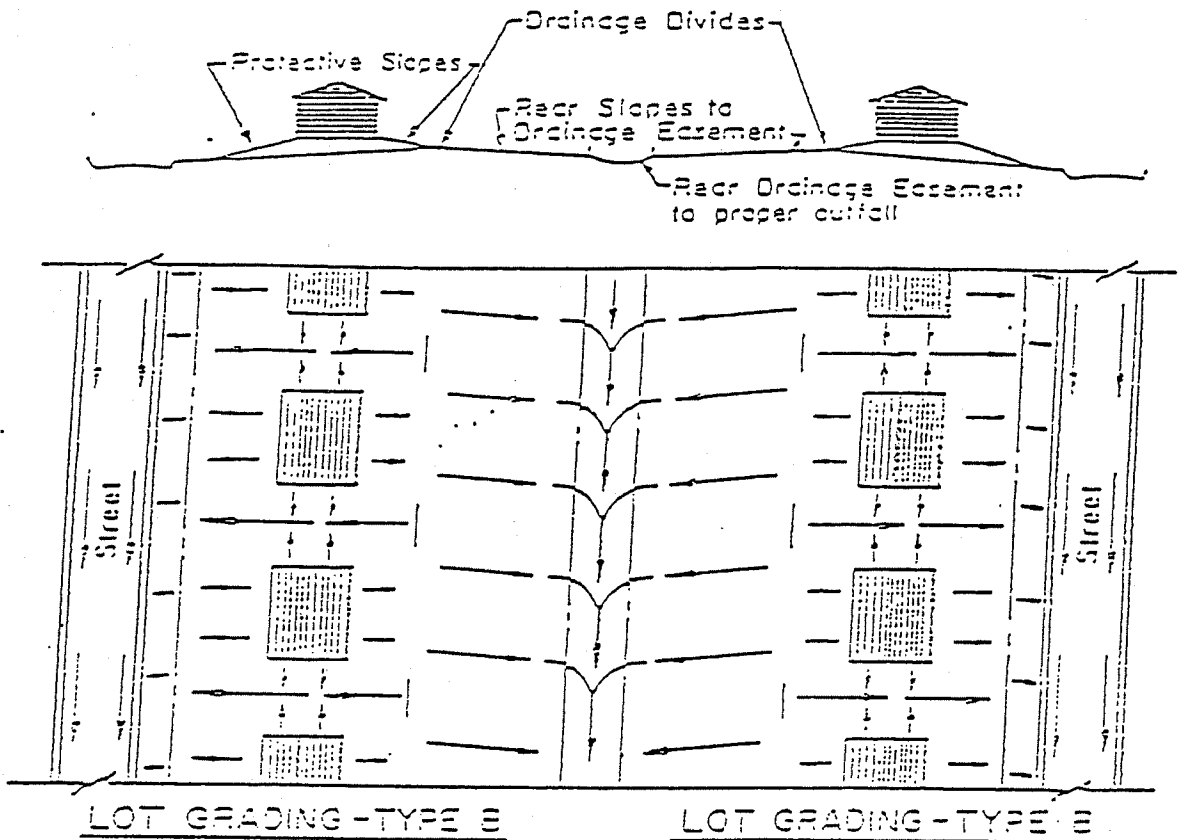 Drainage Divides
Protective Slopes
Rear Slopes to
Drainage Easement
Rear Drainage Easement
to proper outfall
Street
Street
LOT GRADING-TYPE B
LOT GRADING-TYPE B